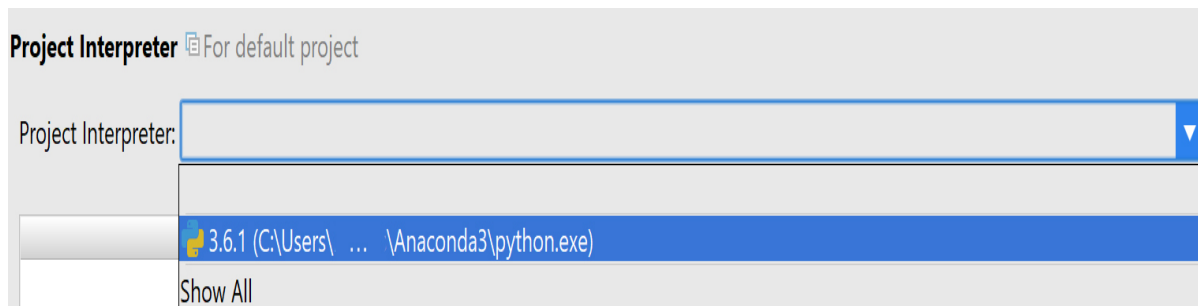 Project Interpreter For default project
Project Interpreter:
3.6.1 (C:\Users\ ... \Anaconda3\python.exe)
Show All